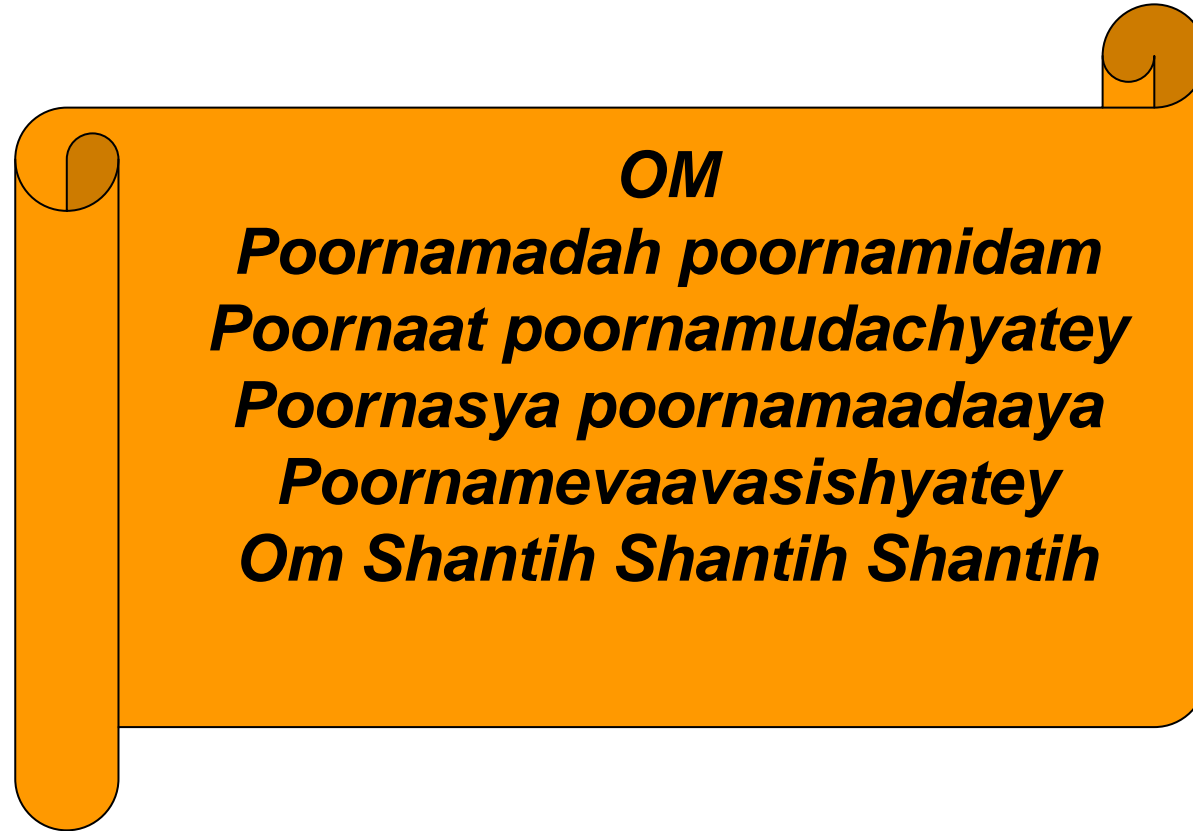 OM
Poornamadah poornamidam
Poornaat poornamudachyatey
Poornasya poornamaadaaya
Poornamevaavasishyatey
Om Shantih Shantih Shantih